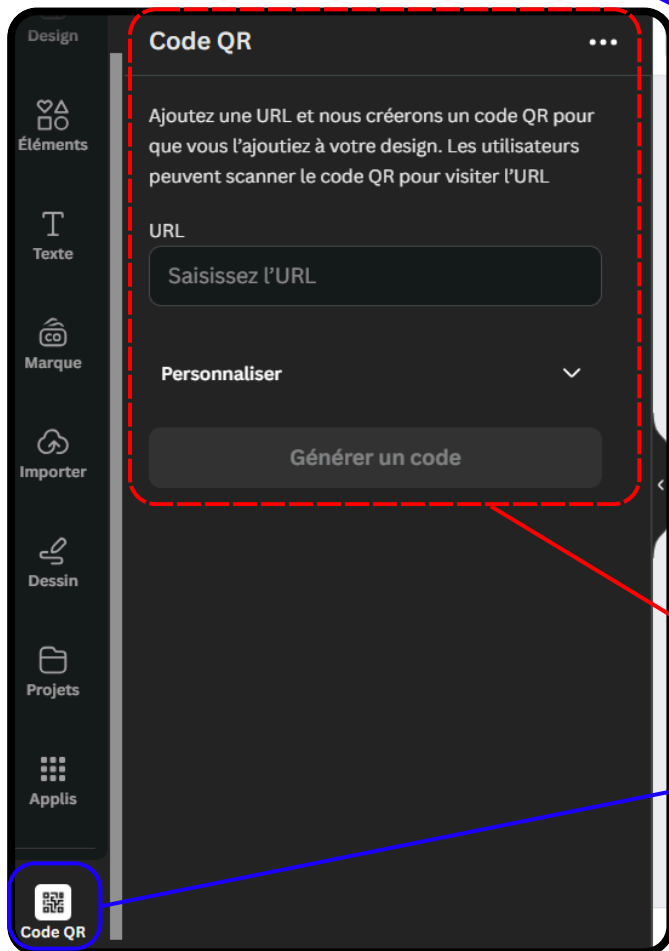 Design
Éléments
Texte
Marque
Importer
Dessin
Projets
Applis
Code QR
Code QR
Ajoutez une URL et nous créerons un code QR pour
que vous l'ajoutiez à votre design. Les utilisateurs
peuvent scanner le code QR pour visiter l'URL
URL
Saisissez l'URL
Personnaliser
Générer un code